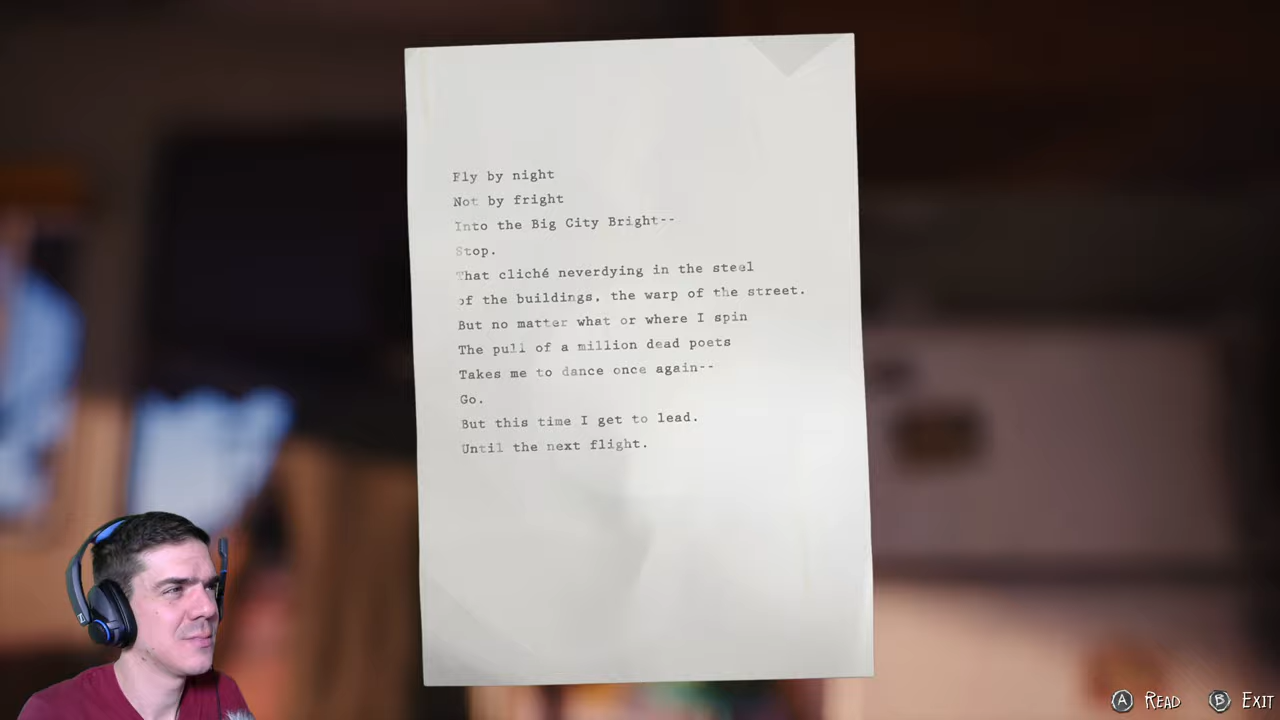 Fly by night
Not by fright
Into the Big City Bright--
Stop.
That cliché neverdying in the steel
of the buildings, the warp of the street.
But no matter what or where I spin
The pull of a million dead poets
Takes me to dance once again--
Go.
But this time I get to lead.
Until the next flight.
A READ B EXIT